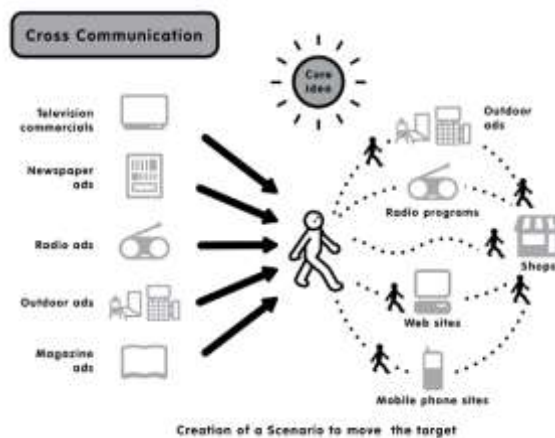 Cross Communication
Core
idea
Television
commercials
Newspaper
ads
Radio ads
Outdoor ads
Magazine
ads
Outdoor
ads
Radio programs
Shops
Web sites
Mobile phone sites
Creation of a Scenario to move the target